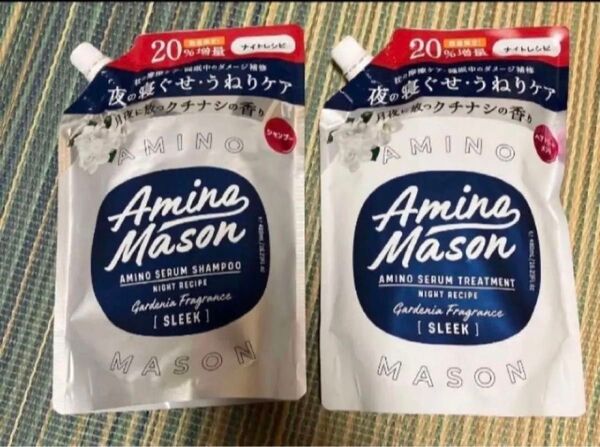 20%増量
ナイトレシピ
夜の寝ぐせ・うねりケア
月夜に放つクチナシの香り
シャンプー
AMINO
Amino
Mason
AMINO SERUM SHAMPOO
NIGHT RECIPE
Gardenia Fragrance
[ SLEEK ]
MASON
20%増量
ナイトレシピ
夜の寝ぐせ・うねりケア
月夜に放つクチナシの香り
AMINO
Amino
Mason
AMINO SERUM TREATMENT
NIGHT RECIPE
Gardenia Fragrance
[ SLEEK ]
MASON